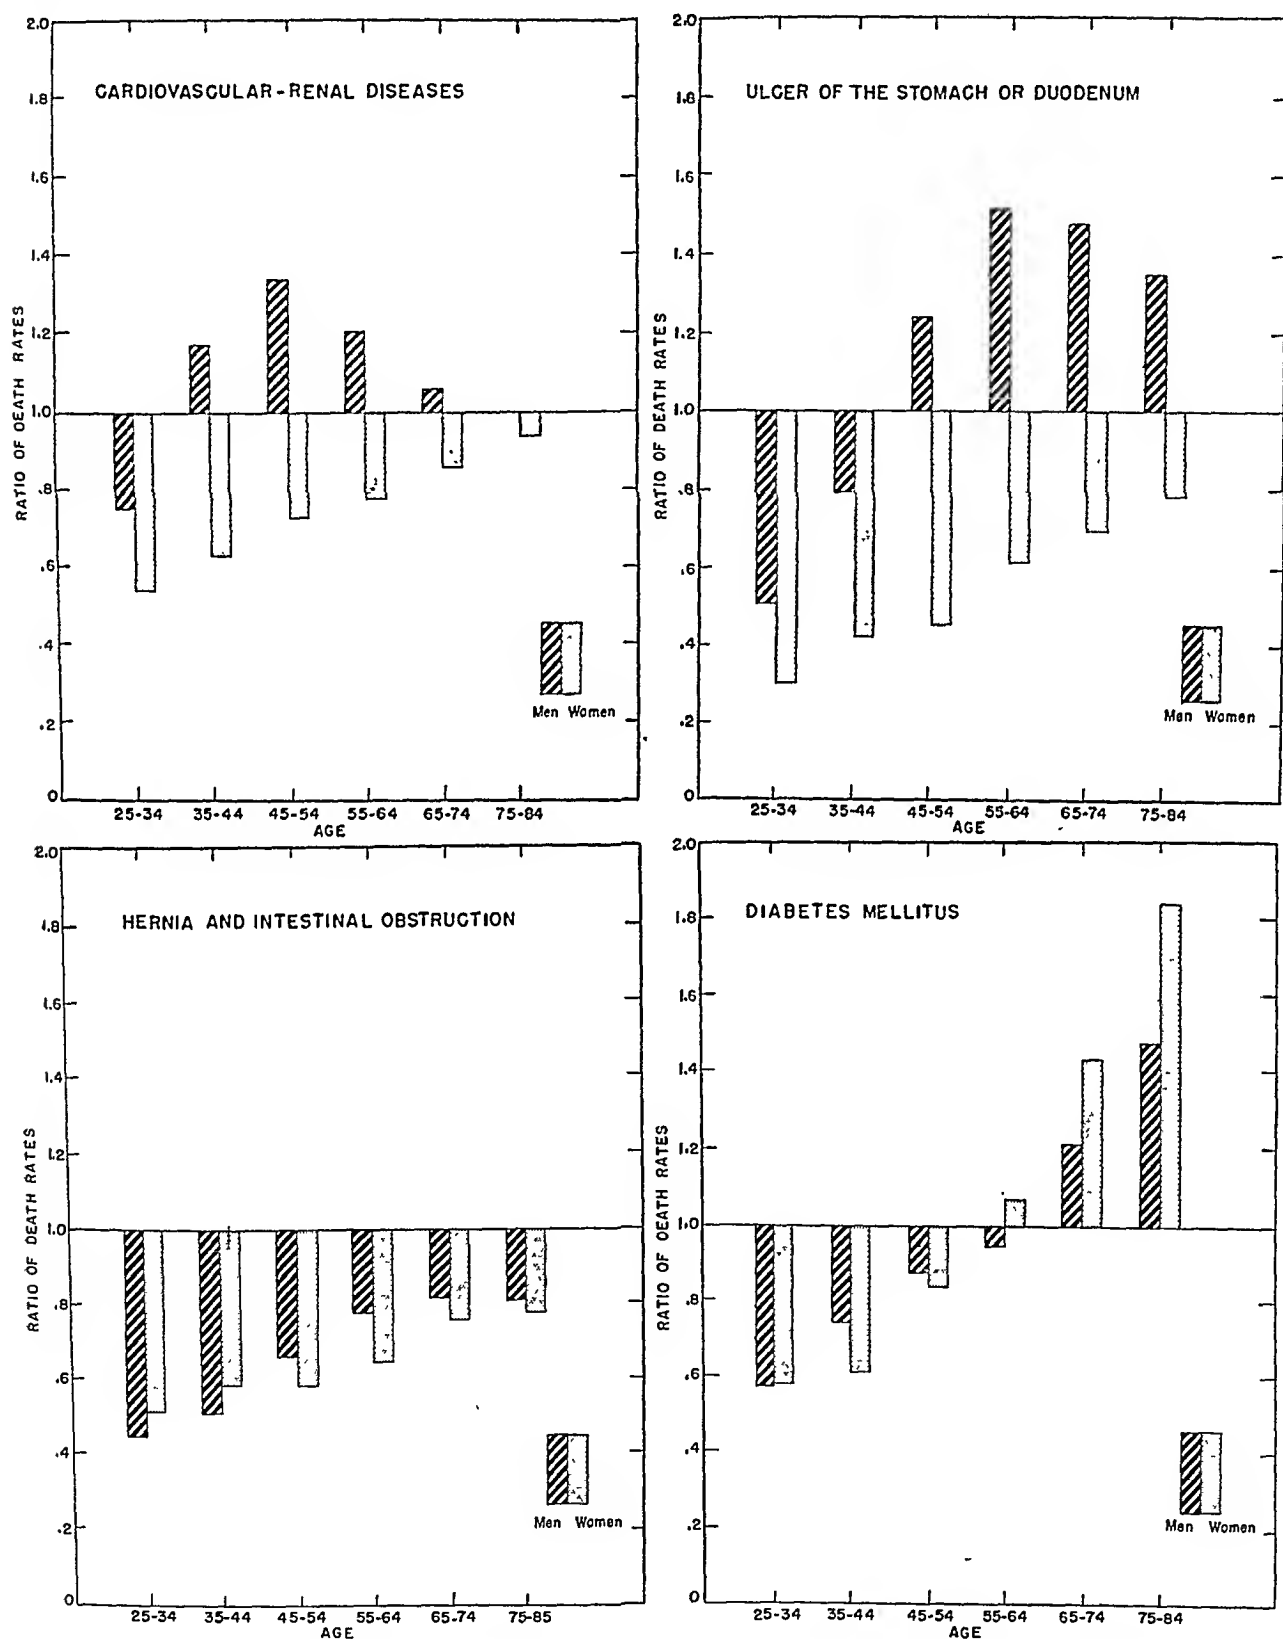 CARDIOVASCULAR-RENAL DISEASES
RATIO OF DEATH RATES
2.0
1.8
1.6
1.4
1.2
1.0
.8
.6
.4
.2
0
Men Women
25-34 35-44 45-54 55-64 65-74 75-84
AGE
ULCER OF THE STOMACH OR DUODENUM
RATIO OF DEATH RATES
2.0
1.8
1.6
1.4
1.2
1.0
.8
.6
.4
.2
0
Men Women
25-34 35-44 45-54 55-64 65-74 75-84
AGE
HERNIA AND INTESTINAL OBSTRUCTION
RATIO OF DEATH RATES
2.0
1.8
1.6
1.4
1.2
1.0
.8
.6
.4
.2
0
Men Women
25-34 35-44 45-54 55-64 65-74 75-85
AGE
DIABETES MELLITUS
RATIO OF DEATH RATES
2.0
1.8
1.6
1.4
1.2
1.0
.8
.6
.4
.2
0
Men Women
25-34 35-44 45-54 55-64 65-74 75-84
AGE